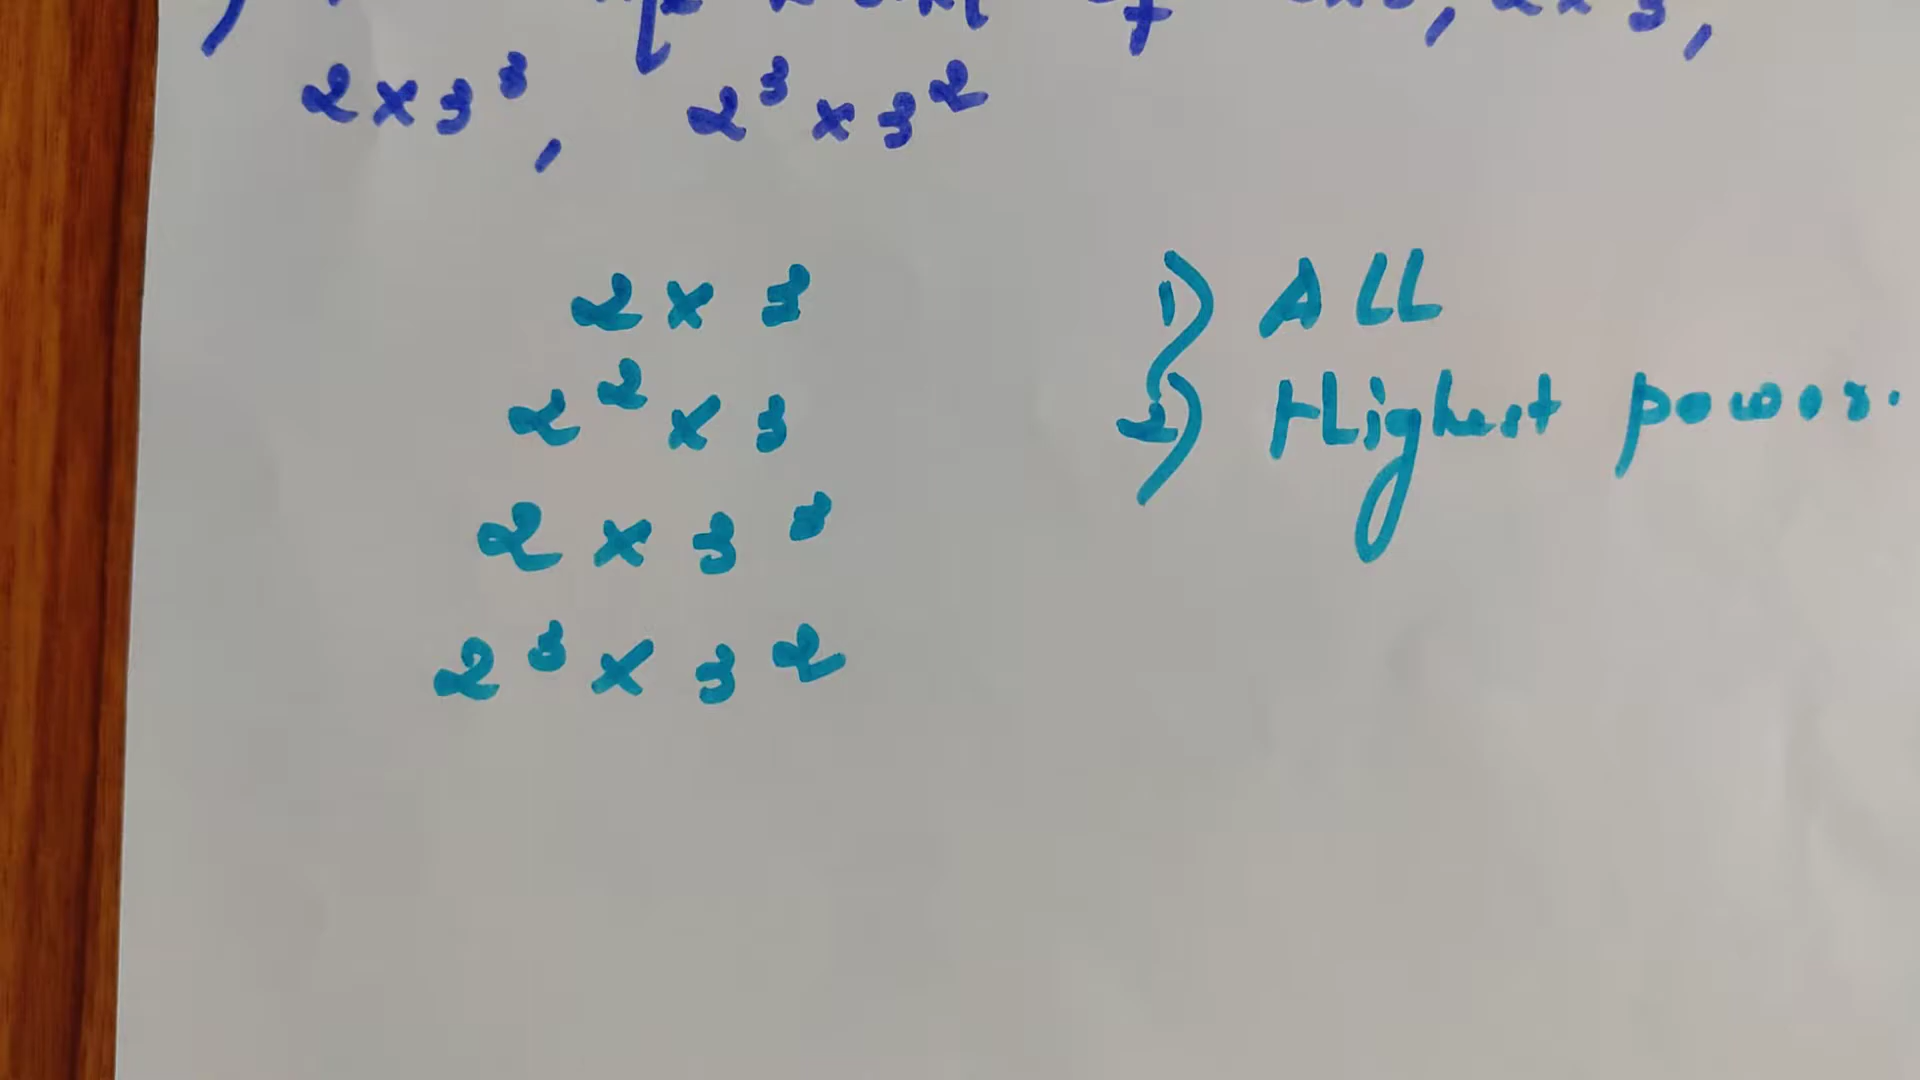 2 × 3³, 2³ × 3²
2 × 3
1) ALL
2² × 3
2) Highest power.
2 × 3³
2³ × 3²